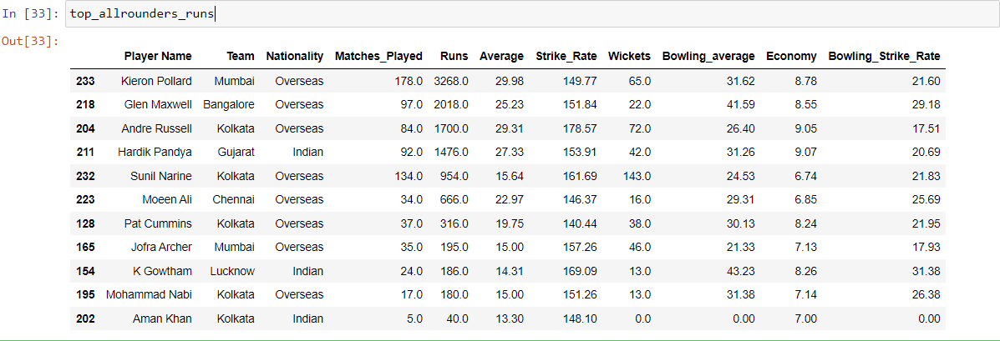 In [33]: top_allrounders_runs
Out[33]:
Player Name Team Nationality Matches_Played Runs Average Strike_Rate Wickets Bowling_average Economy Bowling_Strike_Rate
233 Kieron Pollard Mumbai Overseas 178.0 3268.0 29.98 149.77 65.0 31.62 8.78 21.60
218 Glen Maxwell Bangalore Overseas 97.0 2018.0 25.23 151.84 22.0 41.59 8.55 29.18
204 Andre Russell Kolkata Overseas 84.0 1700.0 29.31 178.57 72.0 26.40 9.05 17.51
211 Hardik Pandya Gujarat Indian 92.0 1476.0 27.33 153.91 42.0 31.26 9.07 20.69
232 Sunil Narine Kolkata Overseas 134.0 954.0 15.64 161.69 143.0 24.53 6.74 21.83
223 Moeen Ali Chennai Overseas 34.0 666.0 22.97 146.37 16.0 29.31 6.85 25.69
128 Pat Cummins Kolkata Overseas 37.0 316.0 19.75 140.44 38.0 30.13 8.24 21.95
165 Jofra Archer Mumbai Overseas 35.0 195.0 15.00 157.26 46.0 21.33 7.13 17.93
154 K Gowtham Lucknow Indian 24.0 186.0 14.31 169.09 13.0 43.23 8.26 31.38
195 Mohammad Nabi Kolkata Overseas 17.0 180.0 15.00 151.26 13.0 31.38 7.14 26.38
202 Aman Khan Kolkata Indian 5.0 40.0 13.30 148.10 0.0 0.00 7.00 0.00